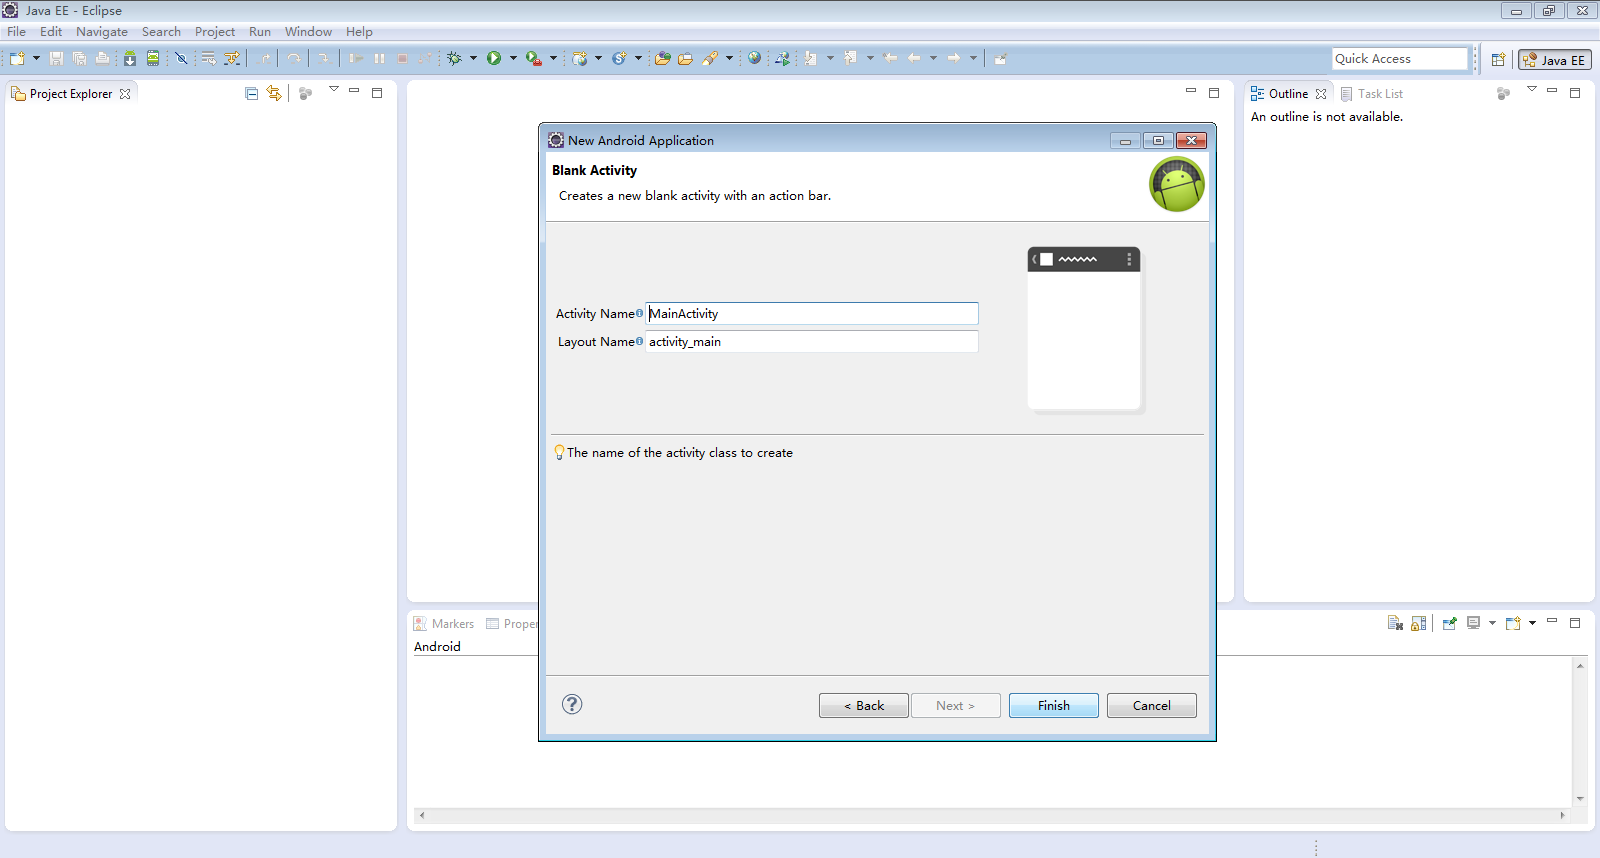 Java EE - Eclipse
File Edit Navigate Search Project Run Window Help
Quick Access
Java EE
Project Explorer
Outline
Task List
An outline is not available.
New Android Application
Blank Activity
Creates a new blank activity with an action bar.
Activity Name MainActivity
Layout Name activity_main
The name of the activity class to create
Markers
Proper
Android
< Back
Next >
Finish
Cancel